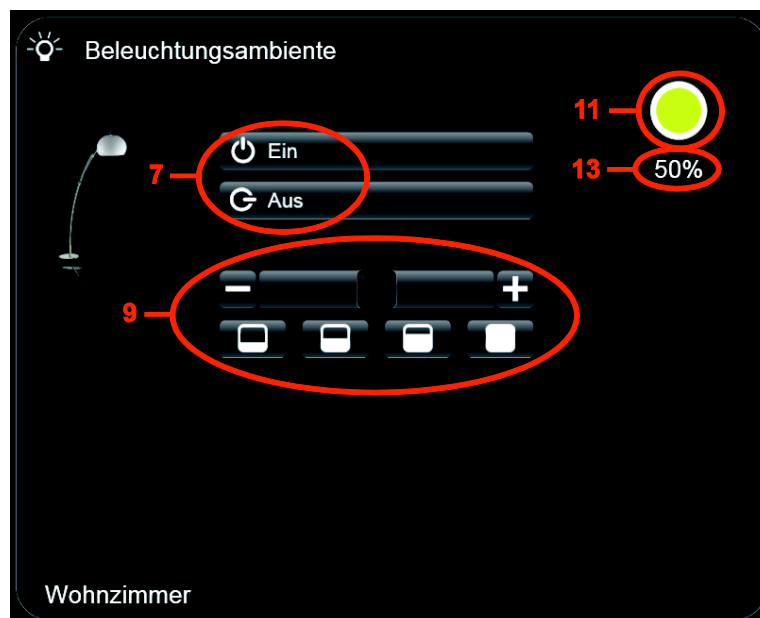 Beleuchtungsambiente
11
7
Ein
13
50%
Aus
9
Wohnzimmer